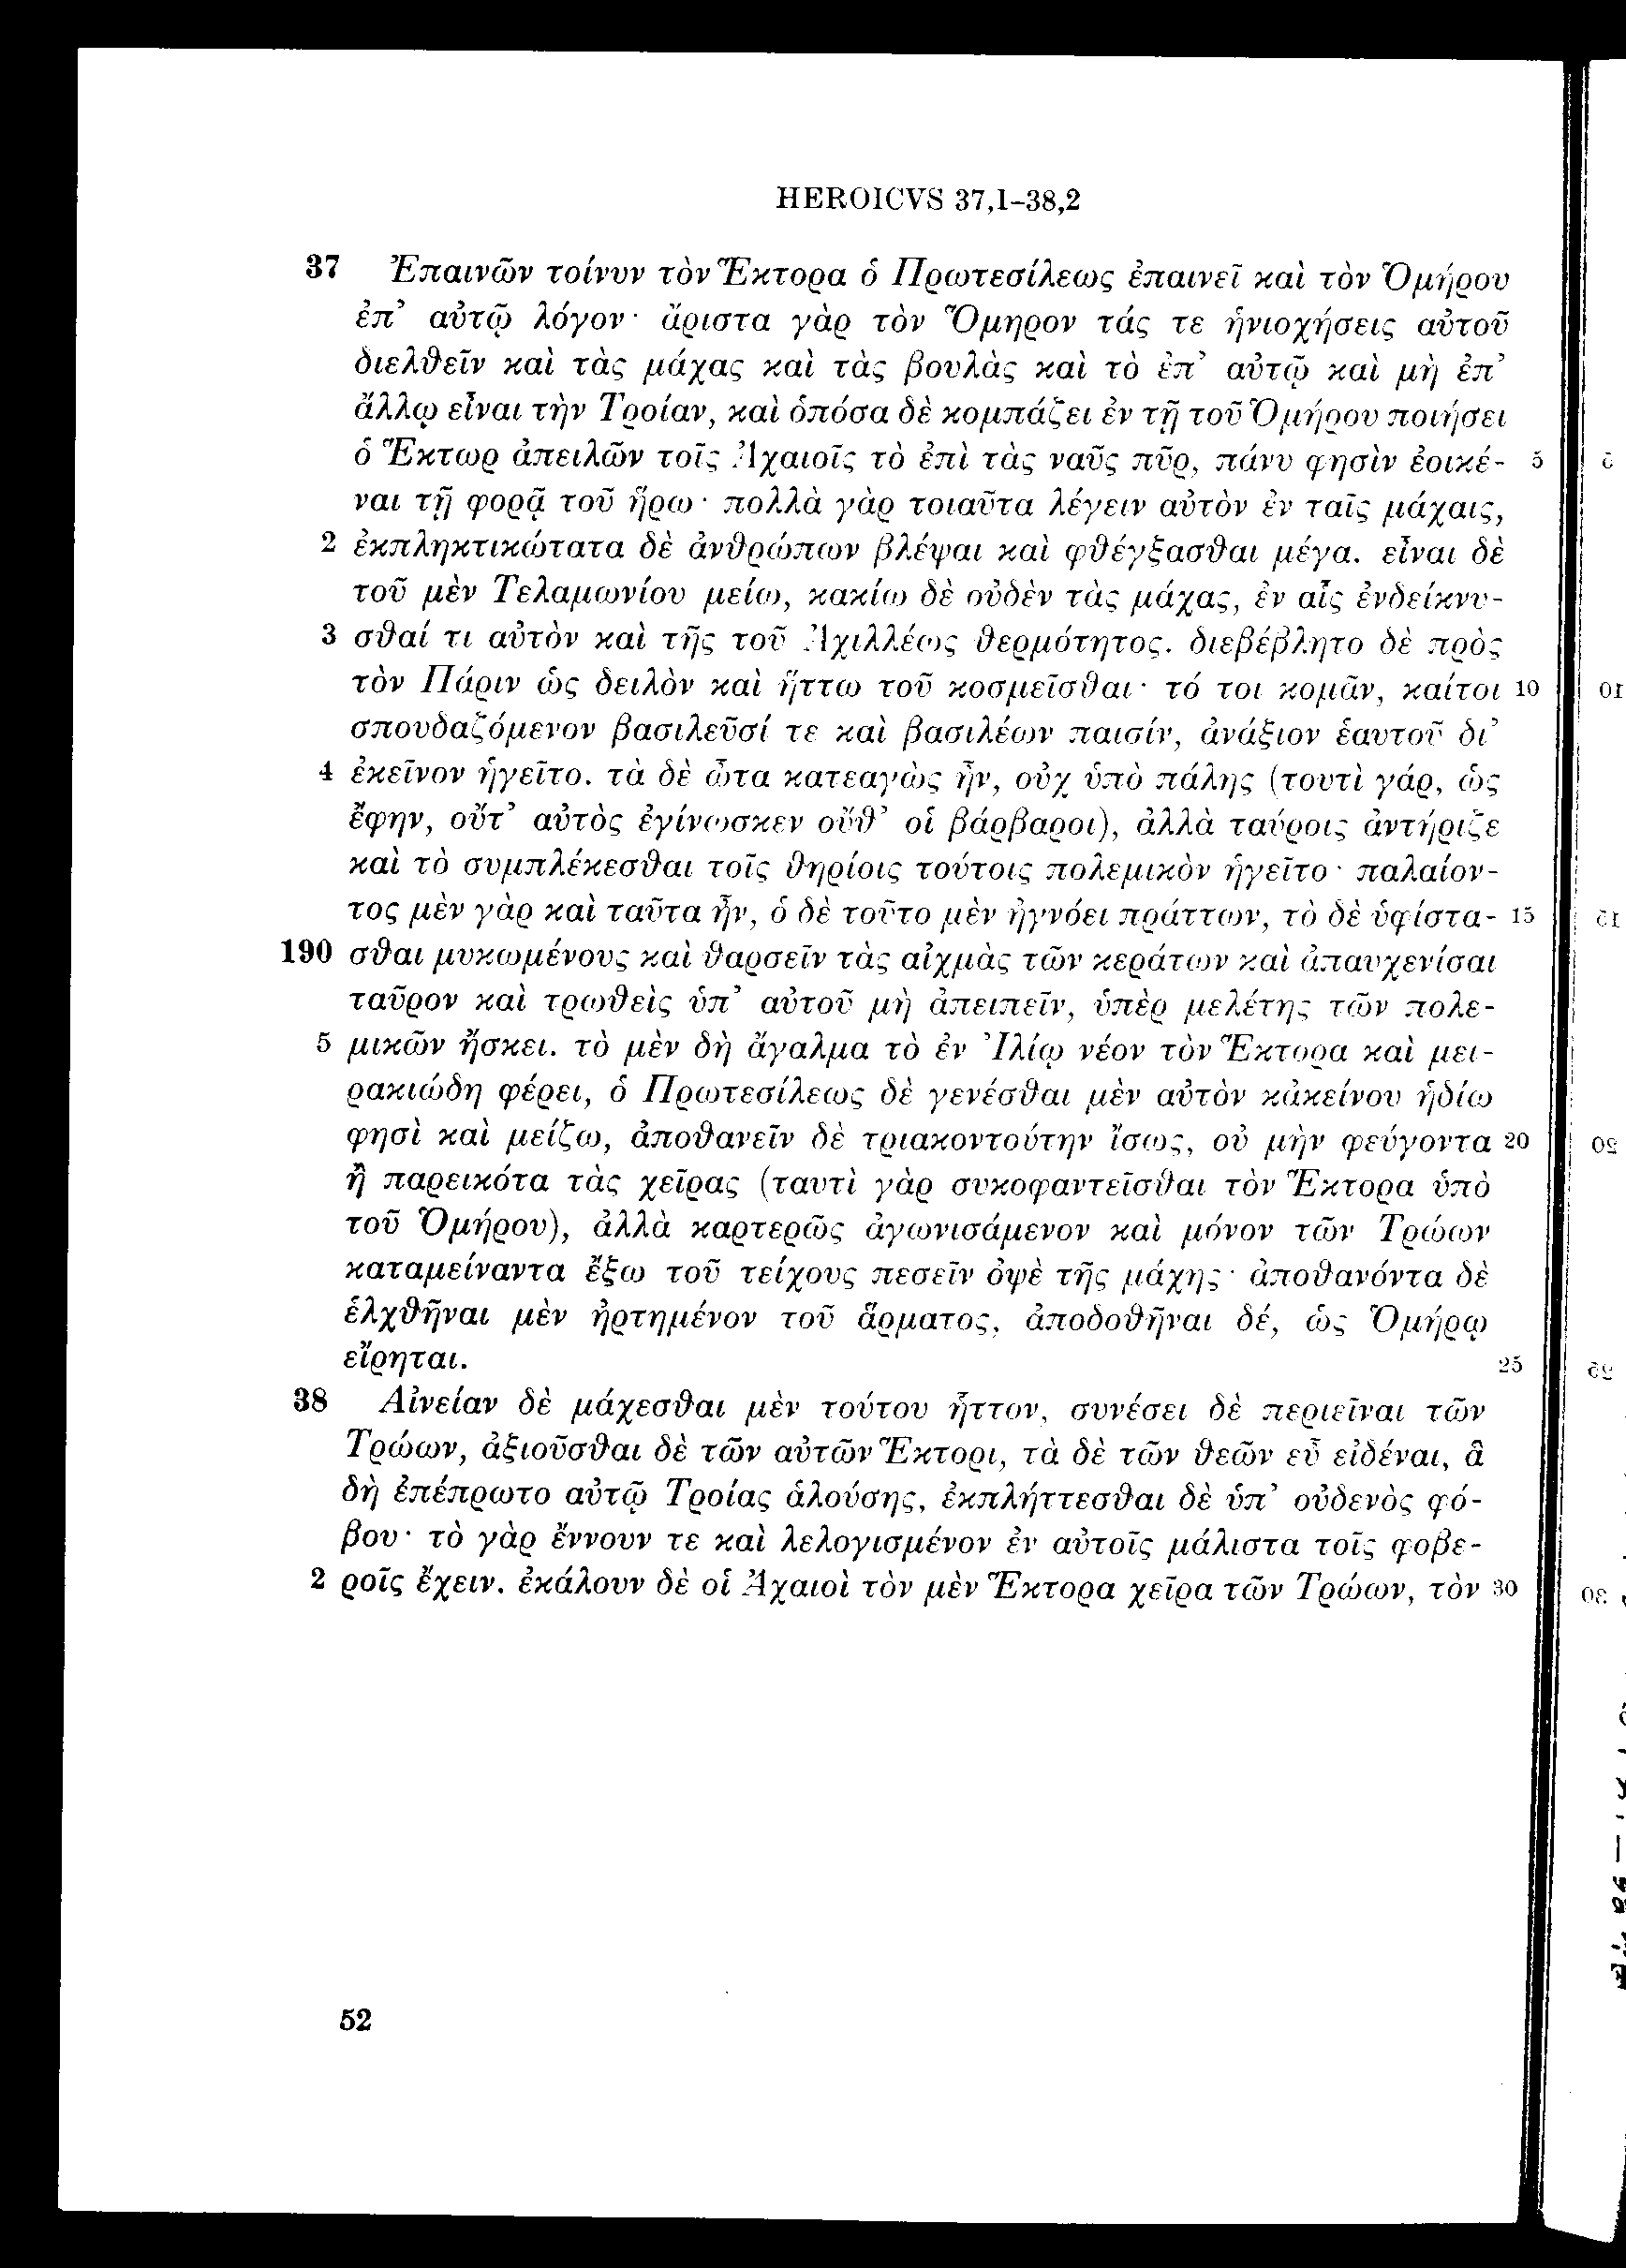 HEROICVS 37,1–38,2
37 Ἐπαινῶν τοίνυν τὸν Ἕκτορα ὁ Πρωτεσίλεως ἐπαινεῖ καὶ τὸν Ὁμήρου
ἐπ’ αὐτῷ λόγον· ἄριστα γὰρ τὸν Ὅμηρον τάς τε ἡνιοχήσεις αὐτοῦ
διελθεῖν καὶ τὰς μάχας καὶ τὰς βουλὰς καὶ τὸ ἐπ’ αὐτῷ καὶ μὴ ἐπ’
ἄλλῳ εἶναι τὴν Τροίαν, καὶ ὁπόσα δὲ κομπάζει ἐν τῇ τοῦ Ὁμήρου ποιήσει
ὁ Ἕκτωρ ἀπειλῶν τοῖς Ἀχαιοῖς τὸ ἐπὶ τὰς ναῦς πῦρ, πάνυ φησὶν ἐοικέ- 5
ναι τῇ φορᾷ τοῦ ἥρω· πολλὰ γὰρ τοιαῦτα λέγειν αὐτὸν ἐν ταῖς μάχαις,
2 ἐκπληκτικώτατα δὲ ἀνθρώπων βλέψαι καὶ φθέγξασθαι μέγα. εἶναι δὲ
τοῦ μὲν Τελαμωνίου μείω, κακίω δὲ οὐδὲν τὰς μάχας, ἐν αἷς ἐνδείκνυ-
3 σθαί τι αὐτὸν καὶ τῆς τοῦ Ἀχιλλέως θερμότητος. διεβέβλητο δὲ πρὸς
τὸν Πάριν ὡς δειλὸν καὶ ἥττω τοῦ κοσμεῖσθαι· τό τοι κομᾶν, καίτοι 10
σπουδαζόμενον βασιλεῦσί τε καὶ βασιλέων παισίν, ἀνάξιον ἑαυτοῦ δι’
4 ἐκεῖνον ἡγεῖτο. τὰ δὲ ὦτα κατεαγὼς ἦν, οὐχ ὑπὸ πάλης (τουτὶ γάρ, ὡς
ἔφην, οὔτ’ αὐτὸς ἐγίνωσκεν οὔθ’ οἱ βάρβαροι), ἀλλὰ ταύροις ἀντήριζε
καὶ τὸ συμπλέκεσθαι τοῖς θηρίοις τούτοις πολεμικὸν ἡγεῖτο· παλαίον-
τος μὲν γὰρ καὶ ταῦτα ἦν, ὁ δὲ τοῦτο μὲν ἠγνόει πράττων, τὸ δὲ ὑφίστα- 15
190 σθαι μυκωμένους καὶ θαρσεῖν τὰς αἰχμὰς τῶν κεράτων καὶ ἀπαυχενίσαι
ταῦρον καὶ τρωθεὶς ὑπ’ αὐτοῦ μὴ ἀπειπεῖν, ὑπὲρ μελέτης τῶν πολε-
5 μικῶν ἤσκει. τὸ μὲν δὴ ἄγαλμα τὸ ἐν Ἰλίῳ νέον τὸν Ἕκτορα καὶ μει-
ρακιώδη φέρει, ὁ Πρωτεσίλεως δὲ γενέσθαι μὲν αὐτὸν κἀκείνου ἡδίω
φησὶ καὶ μείζω, ἀποθανεῖν δὲ τριακοντούτην ἴσως, οὐ μὴν φεύγοντα 20
ἢ παρεικότα τὰς χεῖρας (ταυτὶ γὰρ συκοφαντεῖσθαι τὸν Ἕκτορα ὑπὸ
τοῦ Ὁμήρου), ἀλλὰ καρτερῶς ἀγωνισάμενον καὶ μόνον τῶν Τρώων
καταμείναντα ἔξω τοῦ τείχους πεσεῖν ὀψὲ τῆς μάχης· ἀποθανόντα δὲ
ἑλχθῆναι μὲν ἠρτημένον τοῦ ἅρματος, ἀποδοθῆναι δέ, ὡς Ὁμήρῳ
εἴρηται. 25
38 Αἰνείαν δὲ μάχεσθαι μὲν τούτου ἧττον, συνέσει δὲ περιεῖναι τῶν
Τρώων, ἀξιοῦσθαι δὲ τῶν αὐτῶν Ἕκτορι, τὰ δὲ τῶν θεῶν εὖ εἰδέναι, ἃ
δὴ ἐπέπρωτο αὐτῷ Τροίας ἁλούσης, ἐκπλήττεσθαι δὲ ὑπ’ οὐδενὸς φό-
βου· τὸ γὰρ ἔννουν τε καὶ λελογισμένον ἐν αὐτοῖς μάλιστα τοῖς φοβε-
2 ροῖς ἔχειν. ἐκάλουν δὲ οἱ Ἀχαιοὶ τὸν μὲν Ἕκτορα χεῖρα τῶν Τρώων, τὸν 30
52